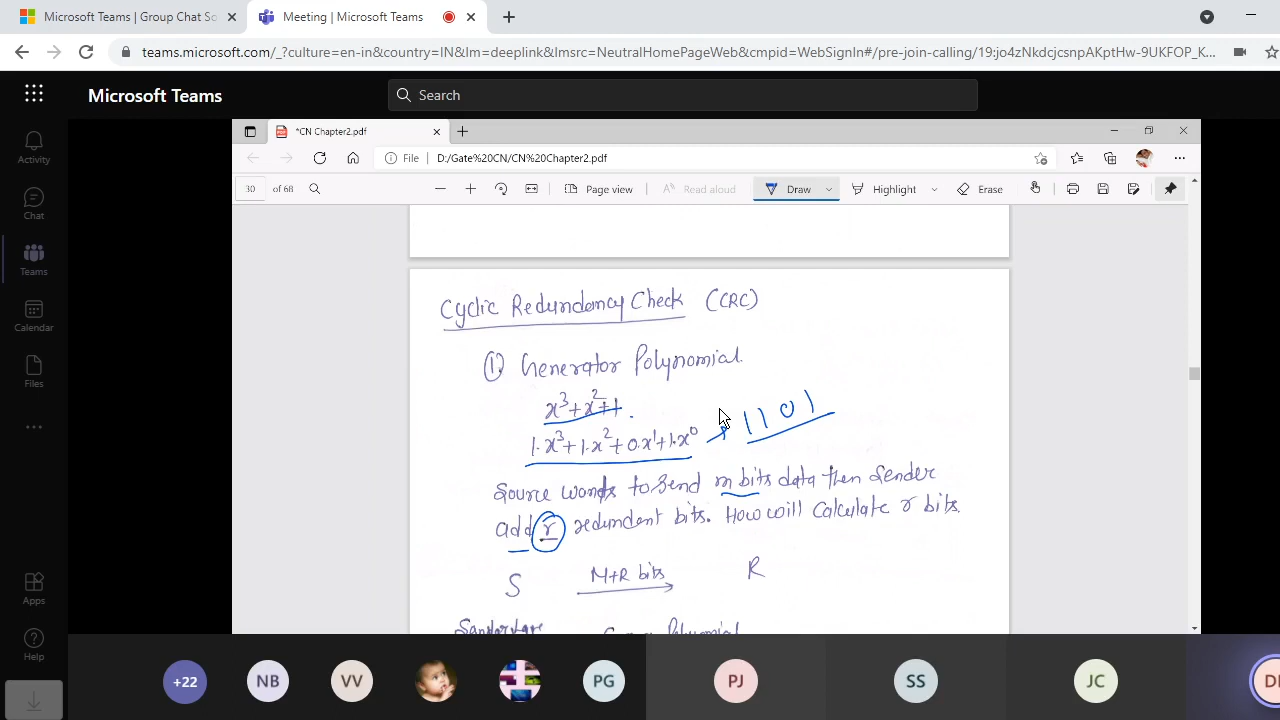 Microsoft Teams | Group Chat So
Meeting | Microsoft Teams
teams.microsoft.com/_?culture=en-in&country=IN&lm=deeplink&lmsrc=NeutralHomePageWeb&cmpid=WebSignIn#/pre-join-calling/19:jo4zNkdcjcsnpAKptHw-9UKFOP_K...
Microsoft Teams
Search
Activity
Chat
Teams
Calendar
Files
Apps
Help
*CN Chapter2.pdf
File
D:/Gate%20CN/CN%20Chapter2.pdf
30 of 68
Page view
Read aloud
Draw
Highlight
Erase
Cyclic Redundency Check (CRC)
①. Generator Polynomial.
x³+x²+1.
1.x³+1.x²+0.x¹+1.x⁰ → 1101
Source wants to send m bits data then sender
add r redundent bits. How will calculate r bits.
S M+R bits R
Polynomial
+22
NB
VV
PG
PJ
SS
JC
DI